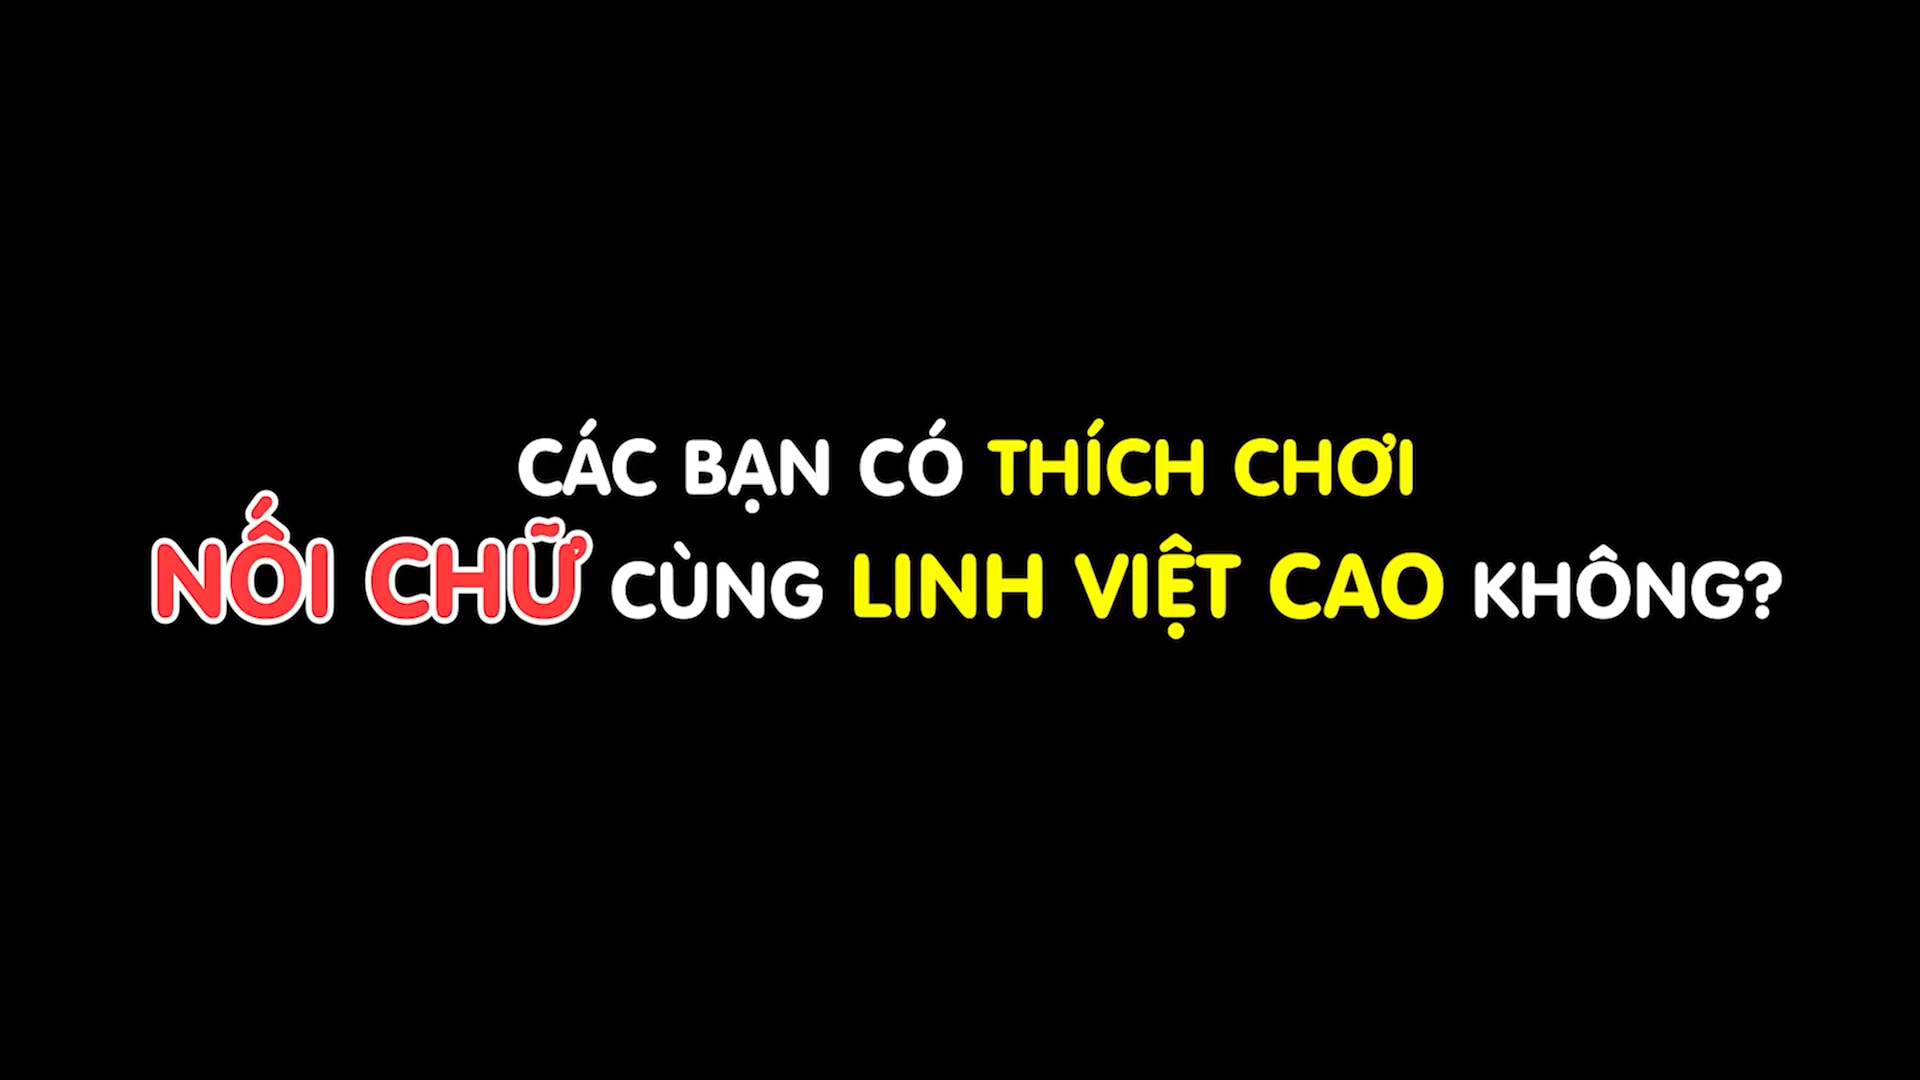 CÁC BẠN CÓ THÍCH CHƠI
NỐI CHỮ CÙNG LINH VIỆT CAO KHÔNG?